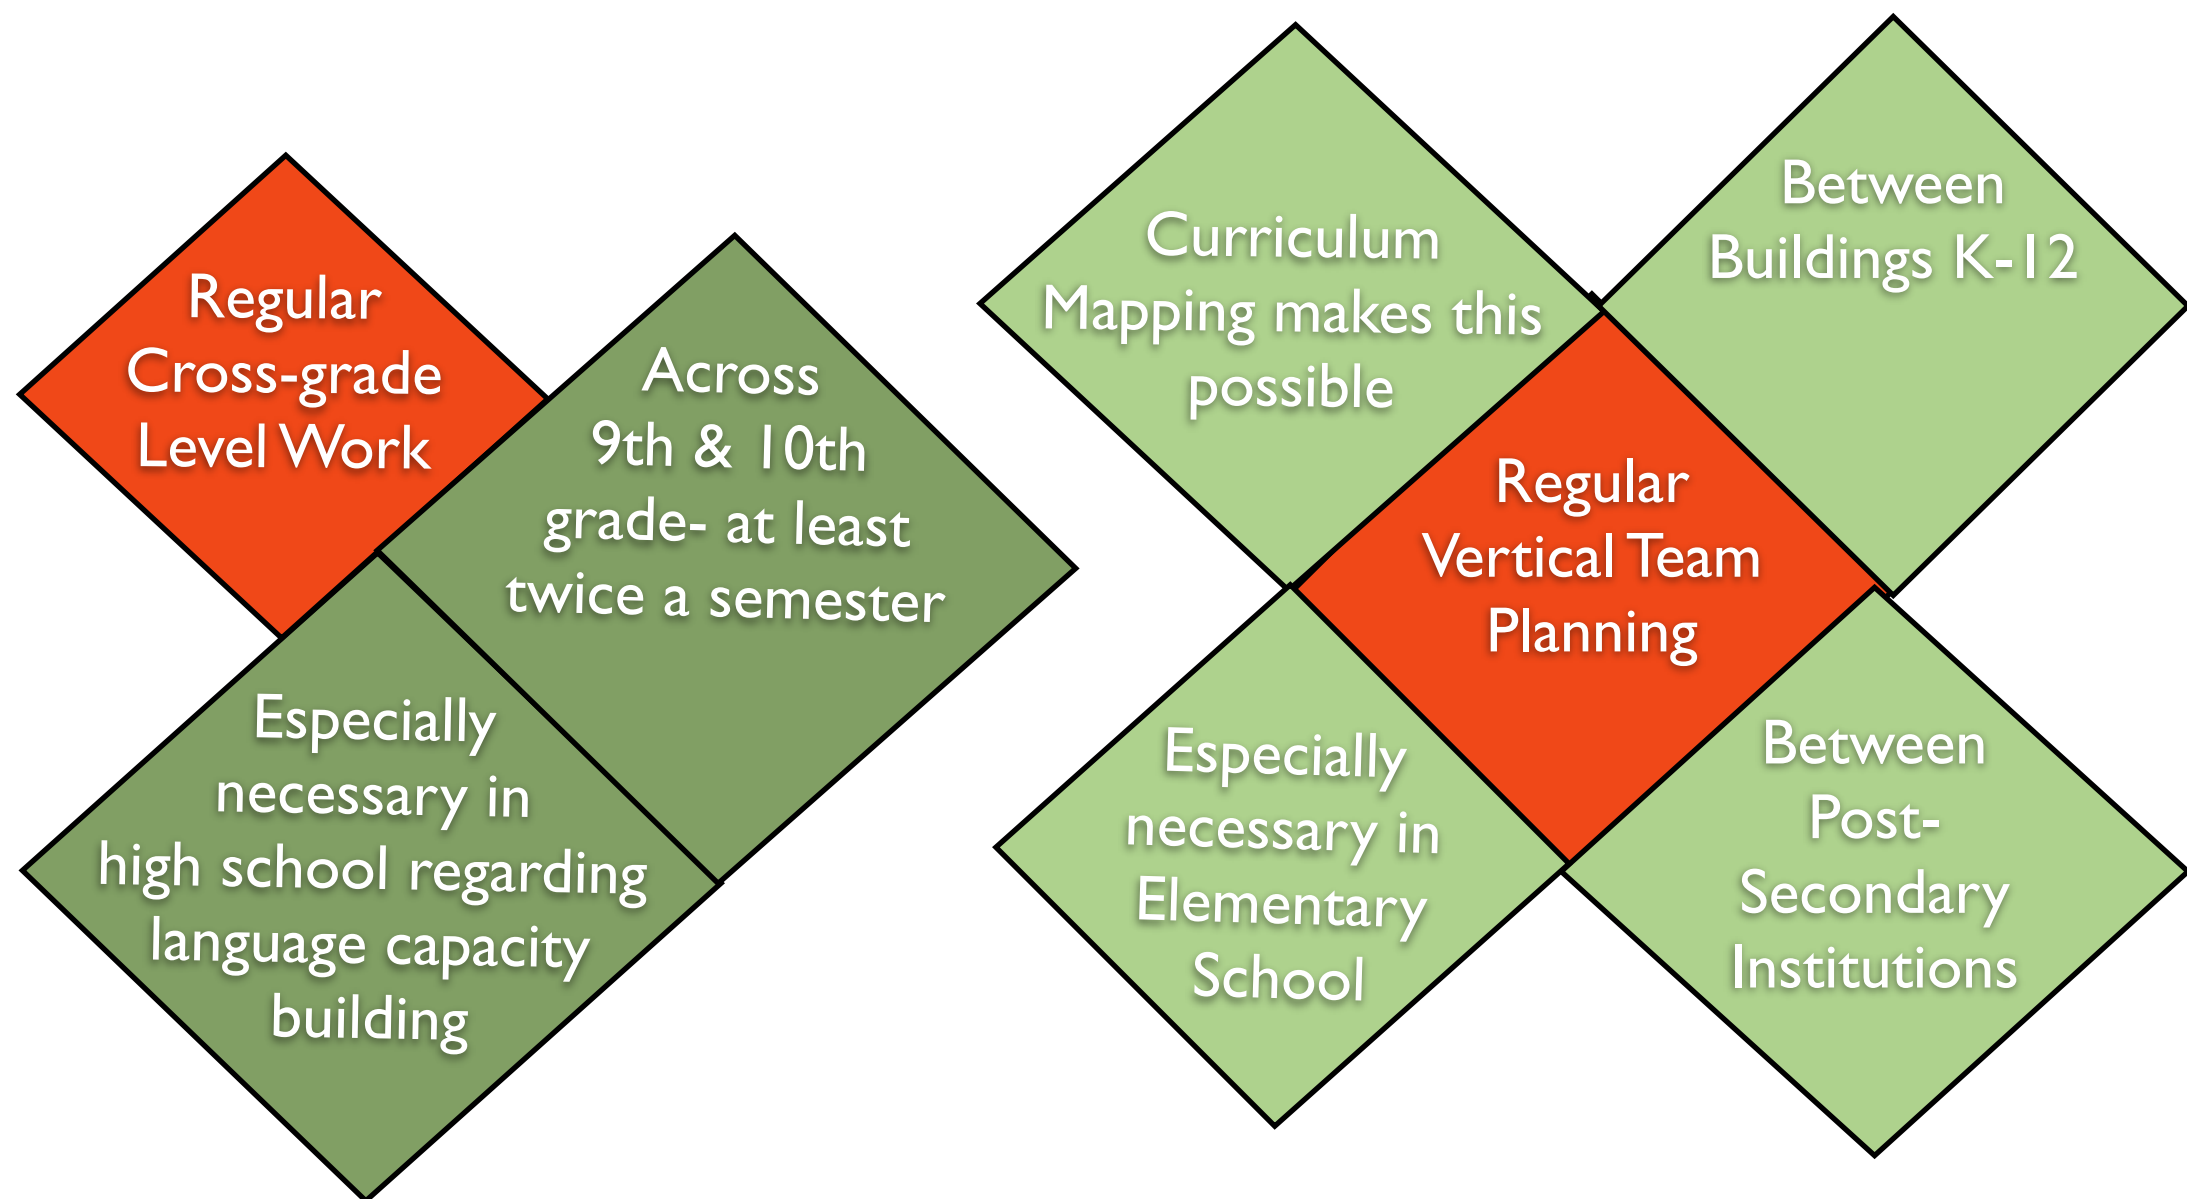 Regular
Cross-grade
Level Work
Across
9th & 10th
grade- at least
twice a semester
Especially
necessary in
high school regarding
language capacity
building
Curriculum
Mapping makes this
possible
Between
Buildings K-12
Regular
Vertical Team
Planning
Especially
necessary in
Elementary
School
Between
Post-
Secondary
Institutions